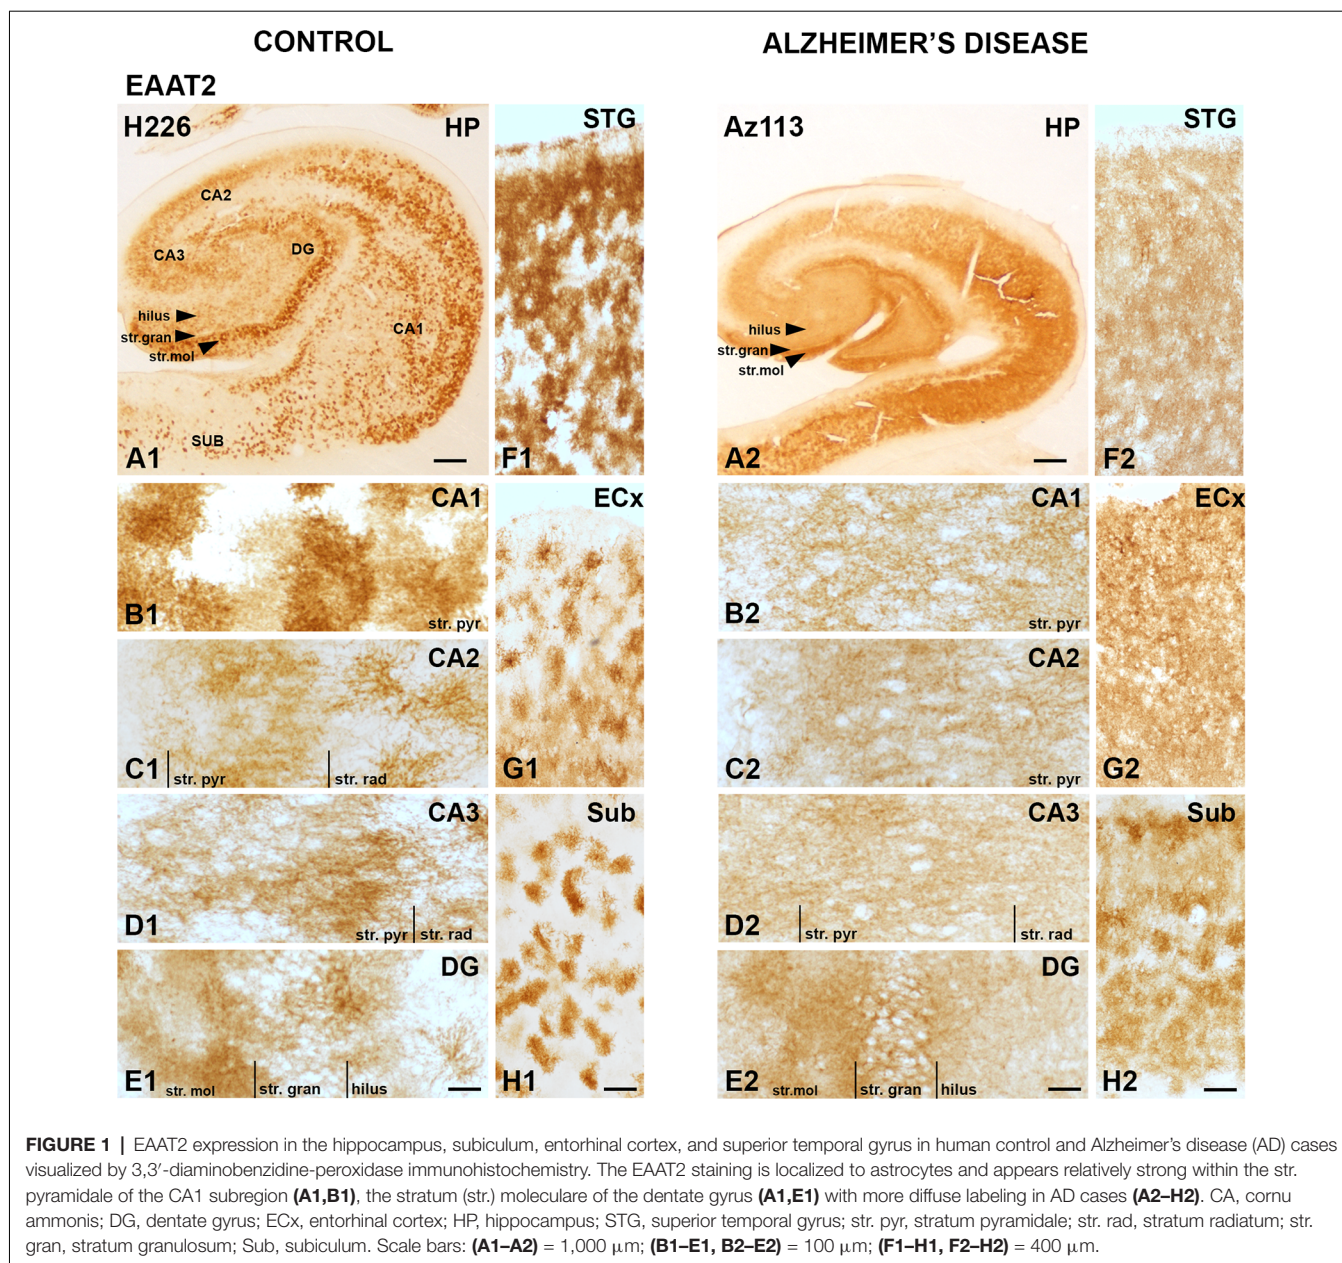 CONTROL
ALZHEIMER'S DISEASE
EAAT2
H226
HP
CA2
CA3
DG
hilus
str.gran
str.mol
CA1
SUB
A1
STG
F1
Az113
HP
hilus
str.gran
str.mol
A2
STG
F2
CA1
B1
str. pyr
ECx
G1
CA1
B2
str. pyr
ECx
G2
CA2
C1
str. pyr
str. rad
CA2
C2
str. pyr
CA3
D1
str. pyr
str. rad
Sub
H1
CA3
D2
str. pyr
str. rad
Sub
H2
DG
E1
str. mol
str. gran
hilus
DG
E2
str.mol
str. gran
hilus
FIGURE 1 | EAAT2 expression in the hippocampus, subiculum, entorhinal cortex, and superior temporal gyrus in human control and Alzheimer's disease (AD) cases
visualized by 3,3′-diaminobenzidine-peroxidase immunohistochemistry. The EAAT2 staining is localized to astrocytes and appears relatively strong within the str.
pyramidale of the CA1 subregion (A1,B1), the stratum (str.) moleculare of the dentate gyrus (A1,E1) with more diffuse labeling in AD cases (A2–H2). CA, cornu
ammonis; DG, dentate gyrus; ECx, entorhinal cortex; HP, hippocampus; STG, superior temporal gyrus; str. pyr, stratum pyramidale; str. rad, stratum radiatum; str.
gran, stratum granulosum; Sub, subiculum. Scale bars: (A1–A2) = 1,000 μm; (B1–E1, B2–E2) = 100 μm; (F1–H1, F2–H2) = 400 μm.